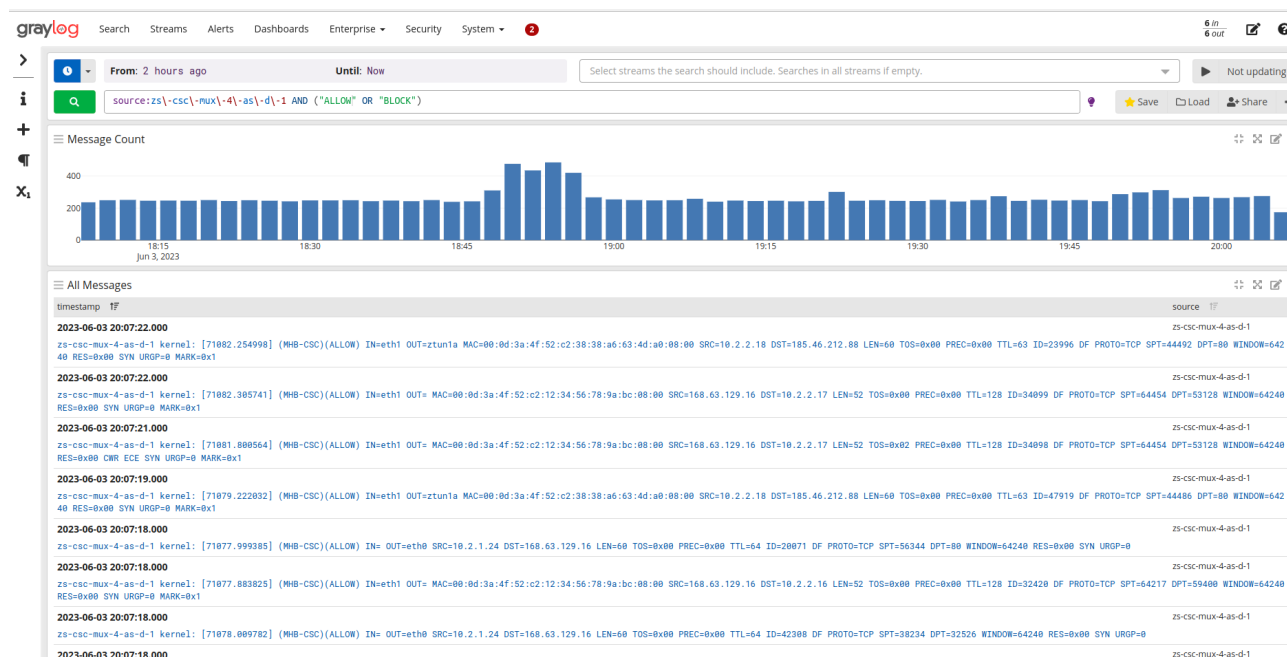 graylog Search Streams Alerts Dashboards Enterprise Security System 2 6 in
6 out
From: 2 hours ago Until: Now Select streams the search should include. Searches in all streams if empty. Not updating
source:zs\-csc\-mux\-4\-as\-d\-1 AND ("ALLOW" OR "BLOCK") Save Load Share
Message Count
400
200
0
18:15 18:30 18:45 19:00 19:15 19:30 19:45 20:00
Jun 3, 2023
All Messages
timestamp source
2023-06-03 20:07:22.000 zs-csc-mux-4-as-d-1
zs-csc-mux-4-as-d-1 kernel: [71082.254998] (MHB-CSC)(ALLOW) IN=eth1 OUT=ztun1a MAC=00:0d:3a:4f:52:c2:38:38:a6:63:4d:a0:08:00 SRC=10.2.2.18 DST=185.46.212.88 LEN=60 TOS=0x00 PREC=0x00 TTL=63 ID=23996 DF PROTO=TCP SPT=44492 DPT=80 WINDOW=642
40 RES=0x00 SYN URGP=0 MARK=0x1
2023-06-03 20:07:22.000 zs-csc-mux-4-as-d-1
zs-csc-mux-4-as-d-1 kernel: [71082.305741] (MHB-CSC)(ALLOW) IN=eth1 OUT= MAC=00:0d:3a:4f:52:c2:12:34:56:78:9a:bc:08:00 SRC=168.63.129.16 DST=10.2.2.17 LEN=52 TOS=0x00 PREC=0x00 TTL=128 ID=34099 DF PROTO=TCP SPT=64454 DPT=53128 WINDOW=64240
RES=0x00 SYN URGP=0 MARK=0x1
2023-06-03 20:07:21.000 zs-csc-mux-4-as-d-1
zs-csc-mux-4-as-d-1 kernel: [71081.800564] (MHB-CSC)(ALLOW) IN=eth1 OUT= MAC=00:0d:3a:4f:52:c2:12:34:56:78:9a:bc:08:00 SRC=168.63.129.16 DST=10.2.2.17 LEN=52 TOS=0x02 PREC=0x00 TTL=128 ID=34098 DF PROTO=TCP SPT=64454 DPT=53128 WINDOW=64240
RES=0x00 CWR ECE SYN URGP=0 MARK=0x1
2023-06-03 20:07:19.000 zs-csc-mux-4-as-d-1
zs-csc-mux-4-as-d-1 kernel: [71079.222032] (MHB-CSC)(ALLOW) IN=eth1 OUT=ztun1a MAC=00:0d:3a:4f:52:c2:38:38:a6:63:4d:a0:08:00 SRC=10.2.2.18 DST=185.46.212.88 LEN=60 TOS=0x00 PREC=0x00 TTL=63 ID=47919 DF PROTO=TCP SPT=44486 DPT=80 WINDOW=642
40 RES=0x00 SYN URGP=0 MARK=0x1
2023-06-03 20:07:18.000 zs-csc-mux-4-as-d-1
zs-csc-mux-4-as-d-1 kernel: [71077.999385] (MHB-CSC)(ALLOW) IN= OUT=eth0 SRC=10.2.1.24 DST=168.63.129.16 LEN=60 TOS=0x00 PREC=0x00 TTL=64 ID=20071 DF PROTO=TCP SPT=56344 DPT=80 WINDOW=64240 RES=0x00 SYN URGP=0
2023-06-03 20:07:18.000 zs-csc-mux-4-as-d-1
zs-csc-mux-4-as-d-1 kernel: [71077.883825] (MHB-CSC)(ALLOW) IN=eth1 OUT= MAC=00:0d:3a:4f:52:c2:12:34:56:78:9a:bc:08:00 SRC=168.63.129.16 DST=10.2.2.16 LEN=52 TOS=0x00 PREC=0x00 TTL=128 ID=32420 DF PROTO=TCP SPT=64217 DPT=59400 WINDOW=64240
RES=0x00 SYN URGP=0 MARK=0x1
2023-06-03 20:07:18.000 zs-csc-mux-4-as-d-1
zs-csc-mux-4-as-d-1 kernel: [71078.009782] (MHB-CSC)(ALLOW) IN= OUT=eth0 SRC=10.2.1.24 DST=168.63.129.16 LEN=60 TOS=0x00 PREC=0x00 TTL=64 ID=42308 DF PROTO=TCP SPT=38234 DPT=32526 WINDOW=64240 RES=0x00 SYN URGP=0
2023-06-03 20:07:18.000 zs-csc-mux-4-as-d-1